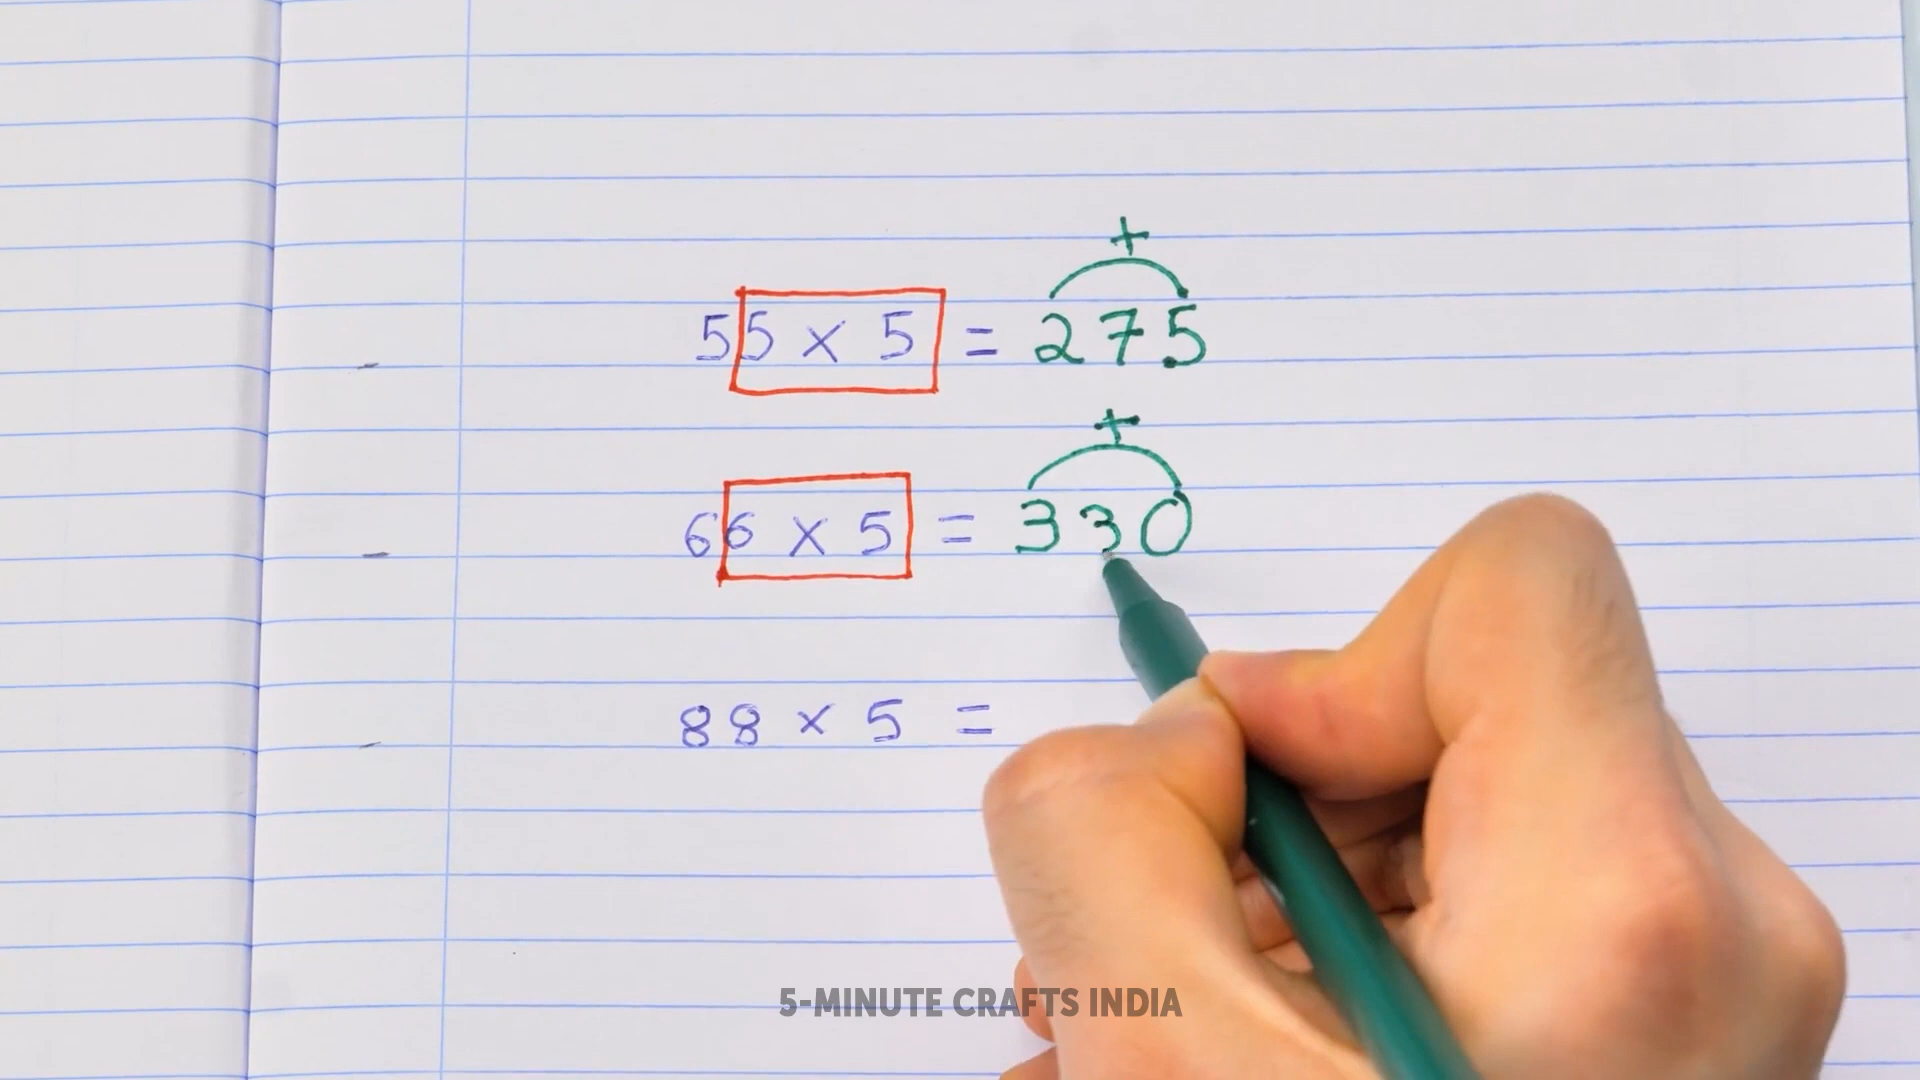 +
55 × 5 = 275
+
66 × 5 = 330
88 × 5 =
5-MINUTE CRAFTS INDIA